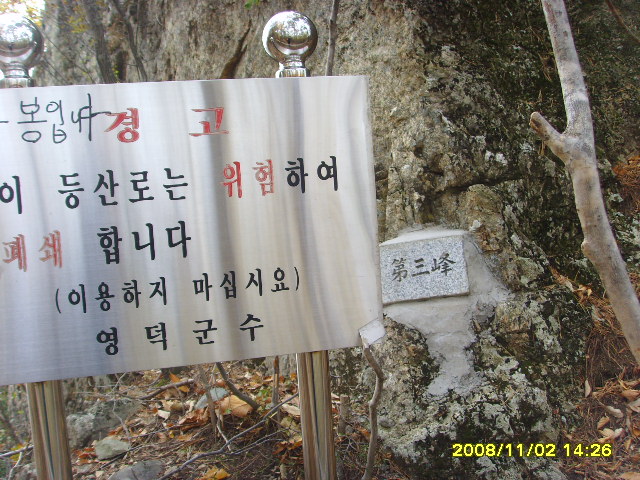 봉입니
경 고
이 등산로는 위험하여
폐쇄 합니다
(이용하지 마십시요)
영덕군수
第三峰
2008/11/02 14:26